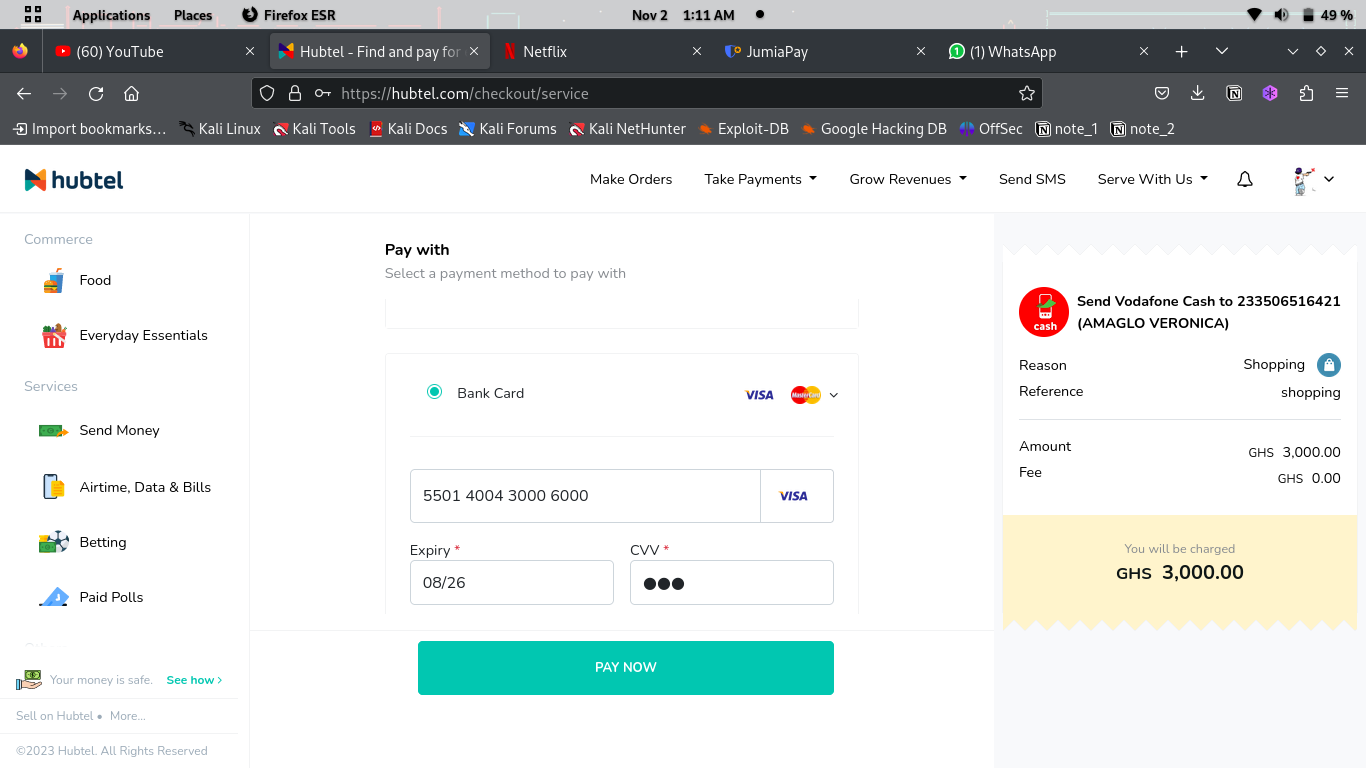 Applications Places Firefox ESR Nov 2 1:11 AM 49 %
(60) YouTube Hubtel - Find and pay for Netflix JumiaPay (1) WhatsApp
https://hubtel.com/checkout/service
Import bookmarks... Kali Linux Kali Tools Kali Docs Kali Forums Kali NetHunter Exploit-DB Google Hacking DB OffSec note_1 note_2
hubtel Make Orders Take Payments Grow Revenues Send SMS Serve With Us
Commerce
Food
Everyday Essentials
Services
Send Money
Airtime, Data & Bills
Betting
Paid Polls
Your money is safe. See how ›
Sell on Hubtel • More...
©2023 Hubtel. All Rights Reserved
Pay with
Select a payment method to pay with
Bank Card VISA MasterCard
5501 4004 3000 6000 VISA
Expiry * CVV *
08/26 ●●●
PAY NOW
cash
Send Vodafone Cash to 233506516421
(AMAGLO VERONICA)
Reason Shopping
Reference shopping
Amount GHS 3,000.00
Fee GHS 0.00
You will be charged
GHS 3,000.00